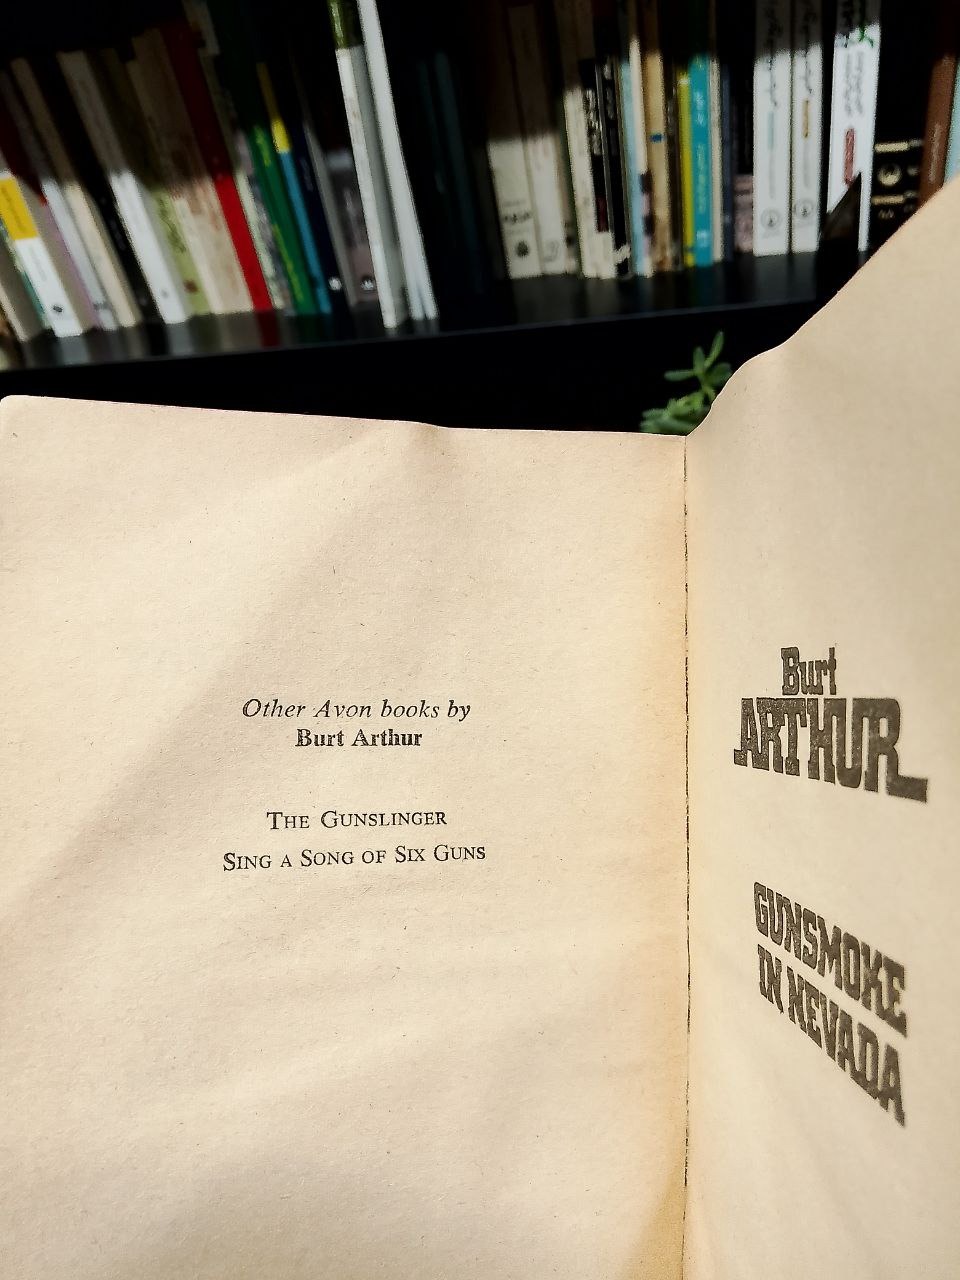 Other Avon books by
Burt Arthur
THE GUNSLINGER
SING A SONG OF SIX GUNS
Burt
ARTHUR
GUNSMOKE
IN NEVADA